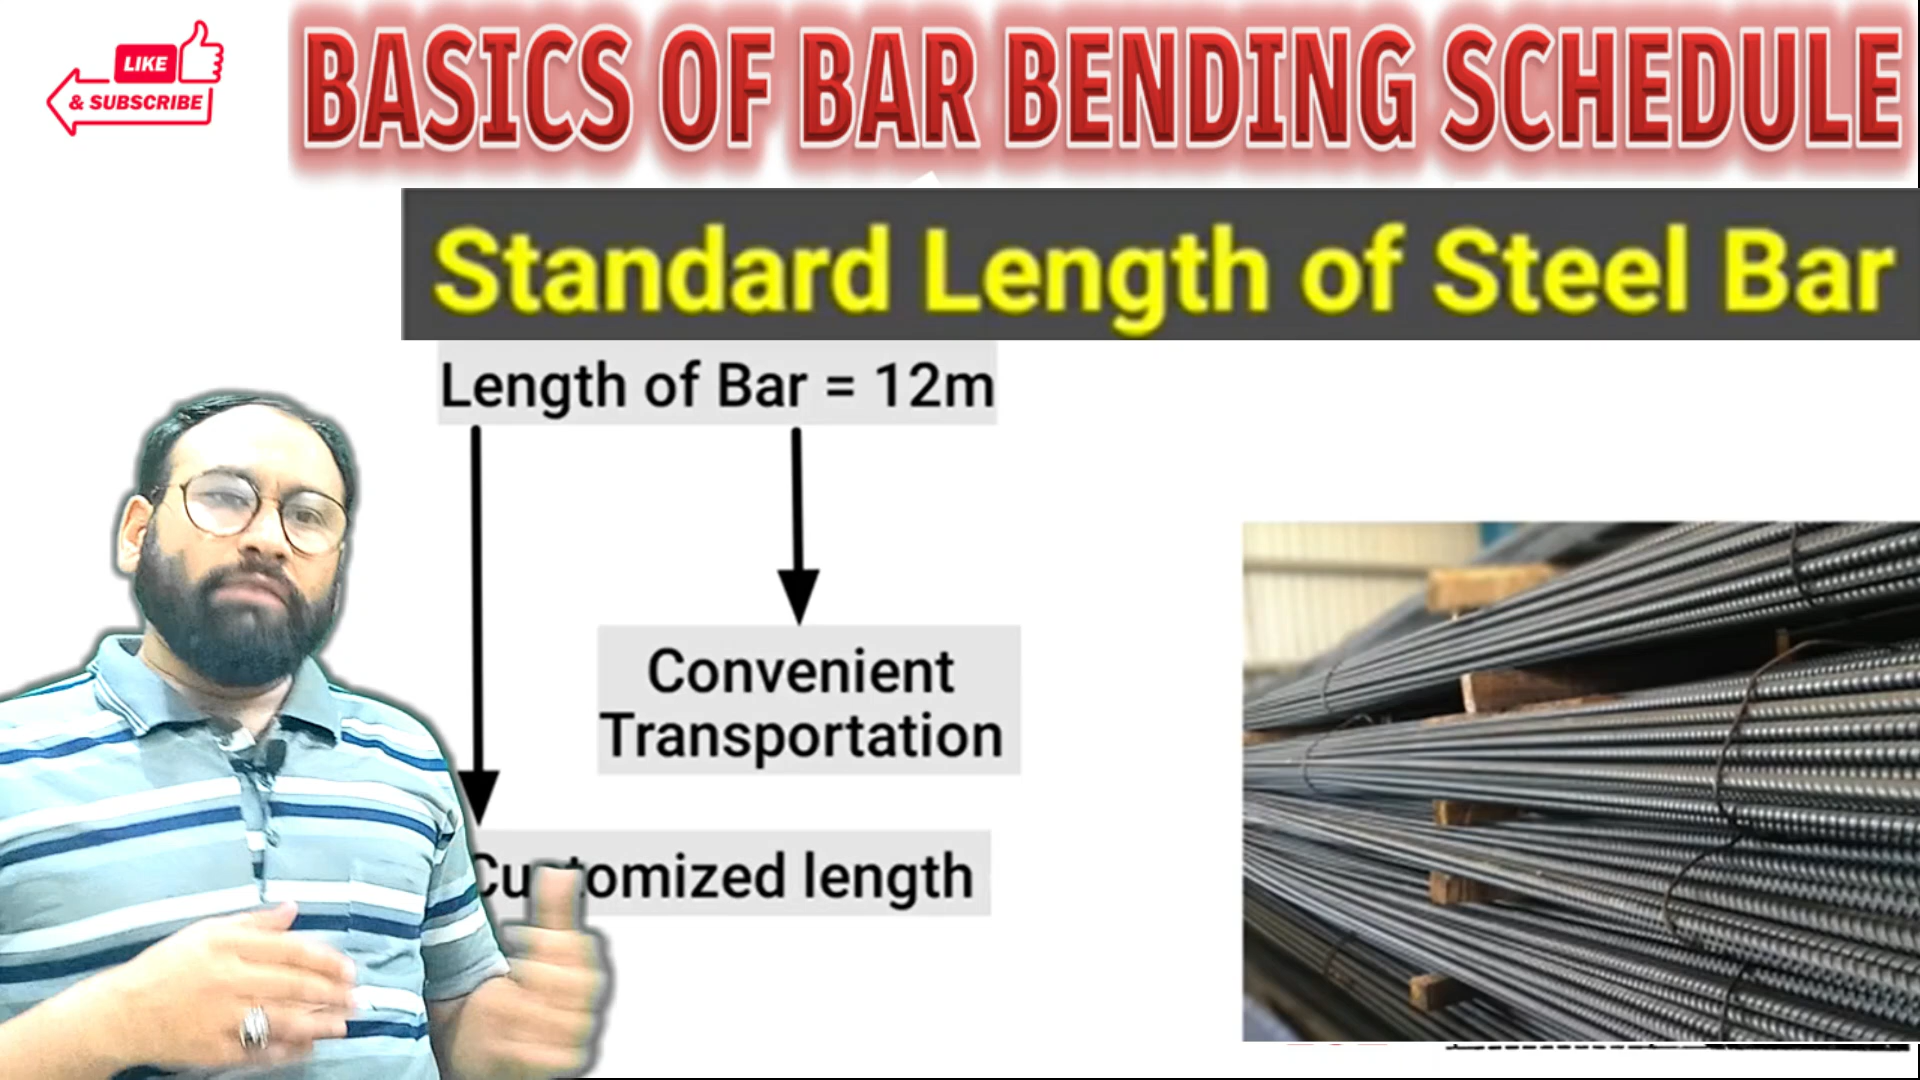 LIKE
& SUBSCRIBE
BASICS OF BAR BENDING SCHEDULE
Standard Length of Steel Bar
Length of Bar = 12m
Convenient
Transportation
Customized length